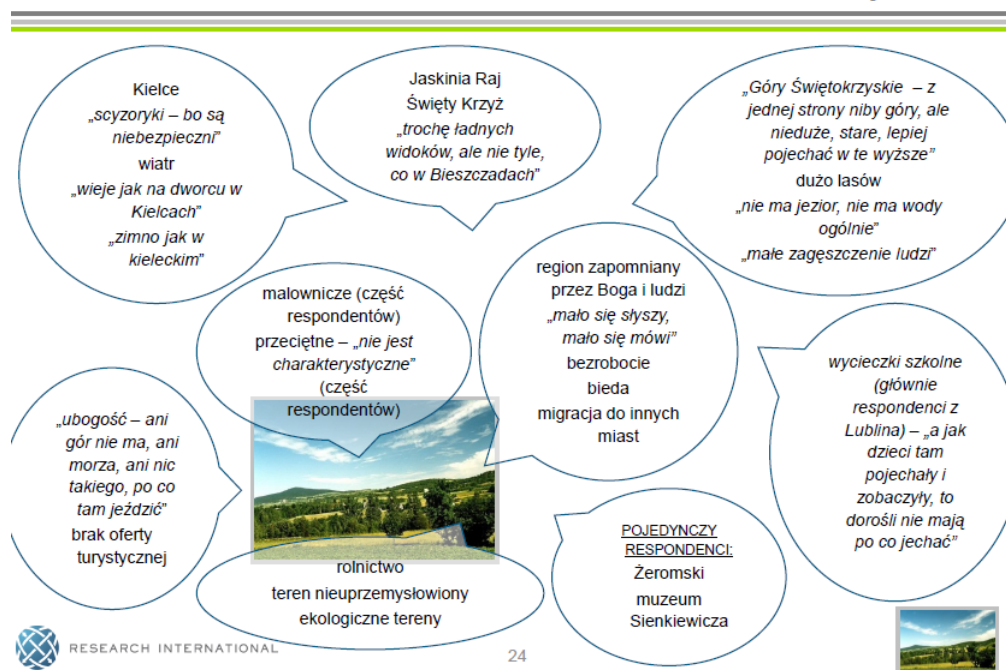 Kielce
„scyzoryki – bo są
niebezpieczni”
wiatr
„wieje jak na dworcu w
Kielcach”
„zimno jak w
kieleckim”
Jaskinia Raj
Święty Krzyż
„trochę ładnych
widoków, ale nie tyle,
co w Bieszczadach”
„Góry Świętokrzyskie – z
jednej strony niby góry, ale
nieduże, stare, lepiej
pojechać w te wyższe”
dużo lasów
„nie ma jezior, nie ma wody
ogólnie”
„małe zagęszczenie ludzi”
malownicze (część
respondentów)
przeciętne – „nie jest
charakterystyczne”
(część
respondentów)
region zapomniany
przez Boga i ludzi
„mało się słyszy,
mało się mówi”
bezrobocie
bieda
migracja do innych
miast
„ubogość – ani
gór nie ma, ani
morza, ani nic
takiego, po co
tam jeździć”
brak oferty
turystycznej
wycieczki szkolne
(głównie
respondenci z
Lublina) – „a jak
dzieci tam
pojechały i
zobaczyły, to
dorośli nie mają
po co jechać”
rolnictwo
teren nieuprzemysłowiony
ekologiczne tereny
POJEDYNCZY
RESPONDENCI:
Żeromski
muzeum
Sienkiewicza
RESEARCH INTERNATIONAL
24